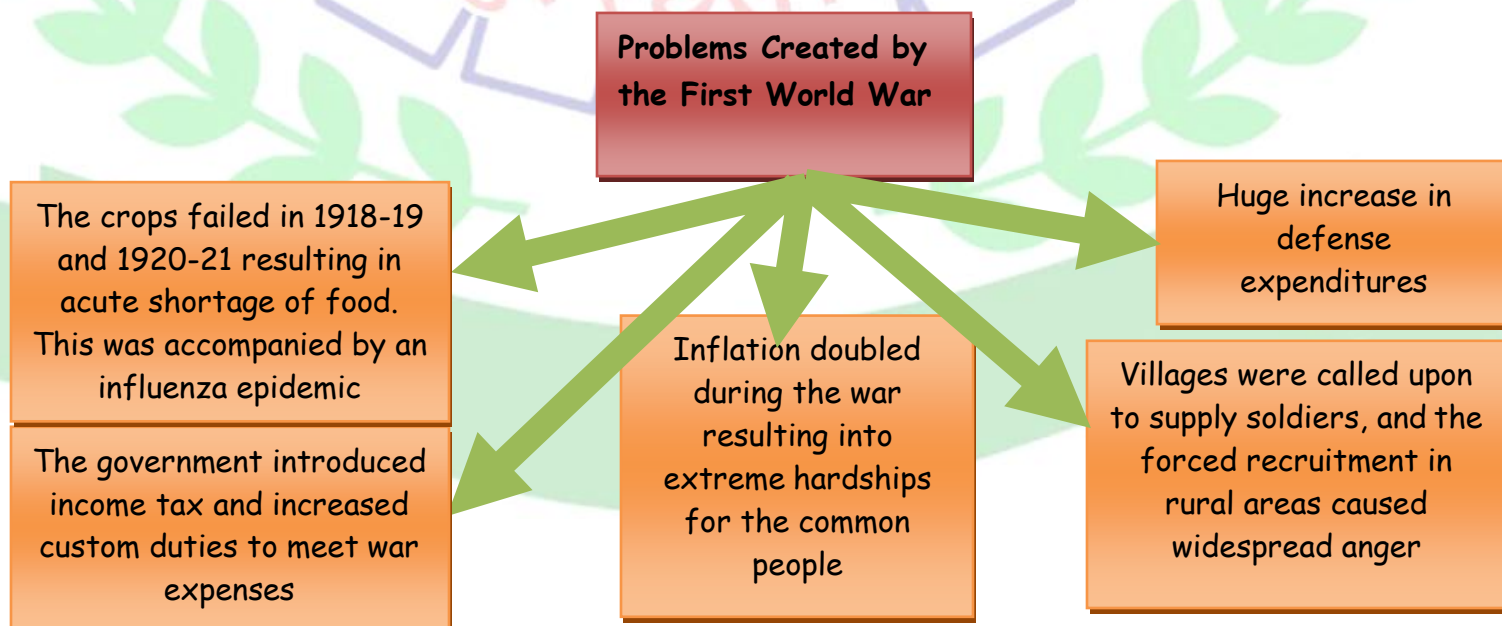 Problems Created by
the First World War
The crops failed in 1918-19
and 1920-21 resulting in
acute shortage of food.
This was accompanied by an
influenza epidemic
The government introduced
income tax and increased
custom duties to meet war
expenses
Inflation doubled
during the war
resulting into
extreme hardships
for the common
people
Huge increase in
defense
expenditures
Villages were called upon
to supply soldiers, and the
forced recruitment in
rural areas caused
widespread anger